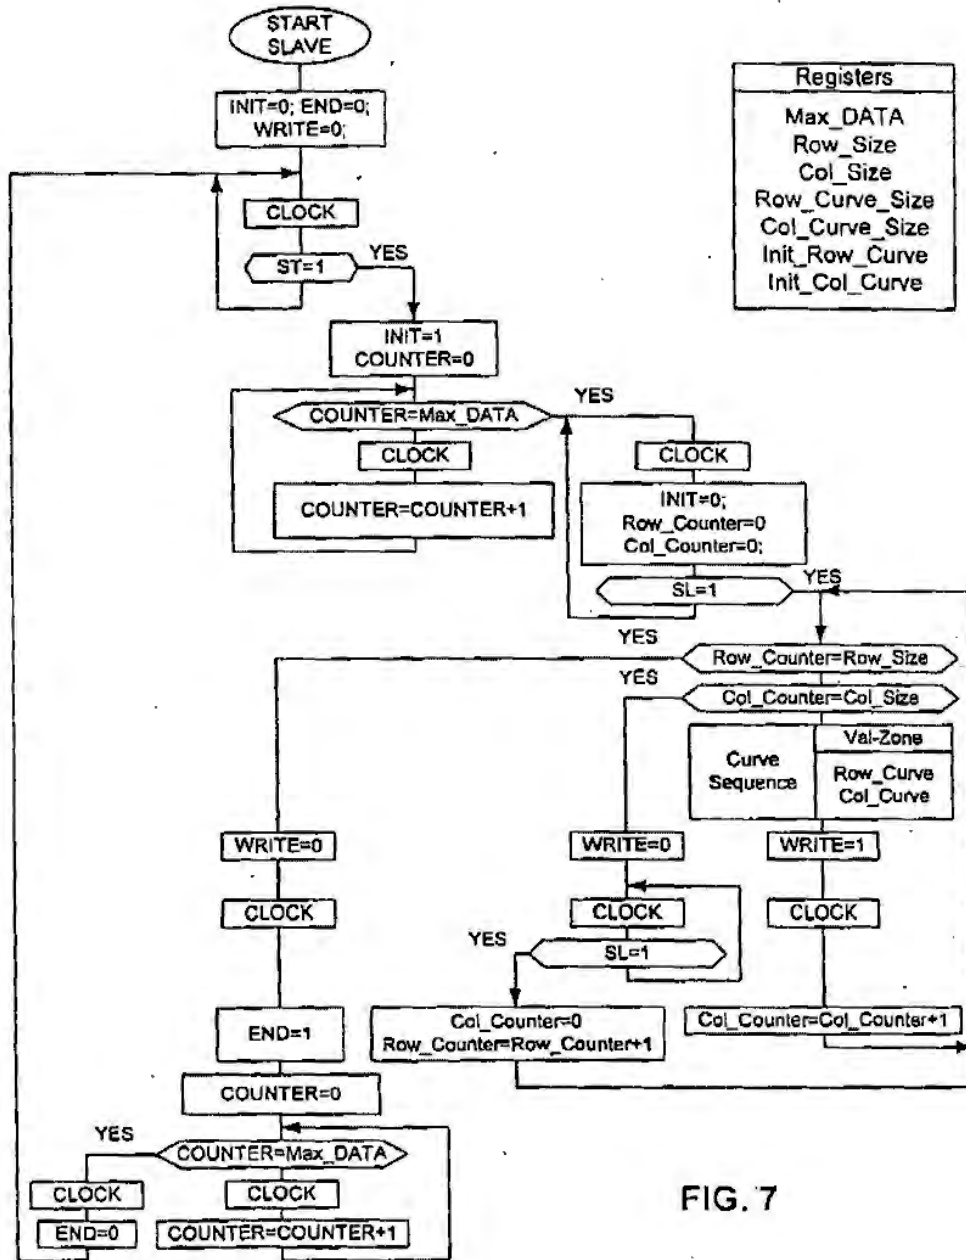 START
SLAVE
INIT=0; END=0;
WRITE=0;
CLOCK
ST=1
YES
Registers
Max_DATA
Row_Size
Col_Size
Row_Curve_Size
Col_Curve_Size
Init_Row_Curve
Init_Col_Curve
INIT=1
COUNTER=0
COUNTER=Max_DATA
YES
CLOCK
COUNTER=COUNTER+1
CLOCK
INIT=0;
Row_Counter=0
Col_Counter=0;
SL=1
YES
YES
Row_Counter=Row_Size
YES
Col_Counter=Col_Size
Curve
Sequence
Val-Zone
Row_Curve
Col_Curve
WRITE=0
WRITE=0
WRITE=1
CLOCK
CLOCK
CLOCK
YES
SL=1
END=1
Col_Counter=0
Row_Counter=Row_Counter+1
Col_Counter=Col_Counter+1
COUNTER=0
YES
COUNTER=Max_DATA
CLOCK
CLOCK
END=0
COUNTER=COUNTER+1
FIG. 7